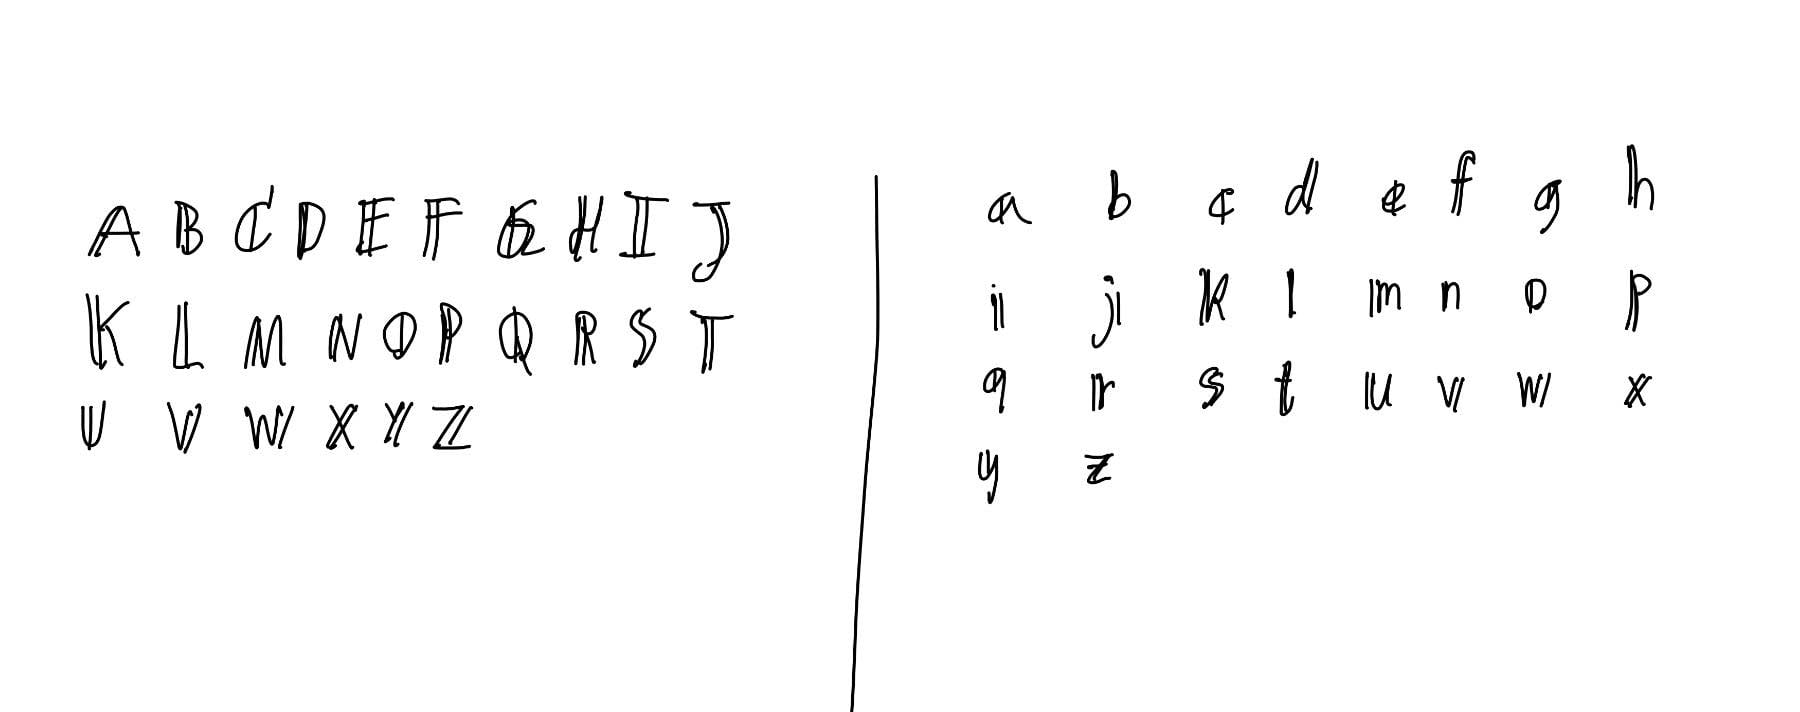 A B C D E F G H I J
K L M N O P Q R S T
U V W X Y Z
a b c d e f g h
i j k l m n o p
q r s t u v w x
y z